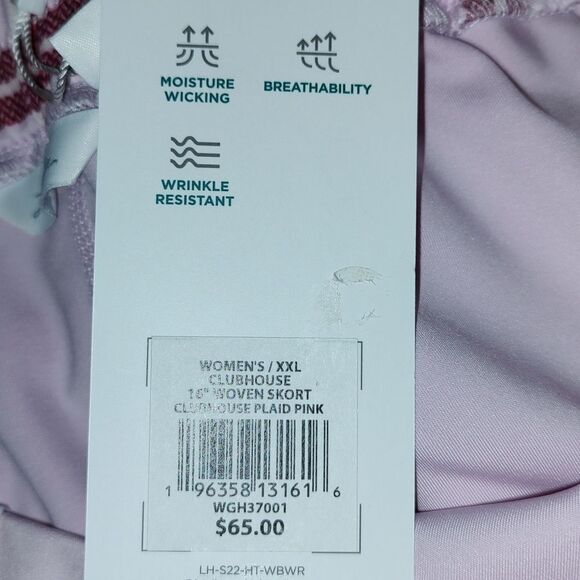 MOISTURE
WICKING
BREATHABILITY
WRINKLE
RESISTANT
WOMEN'S / XXL
CLUBHOUSE
16" WOVEN SKORT
CLUBHOUSE PLAID PINK
1 96358 13161 6
WGH37001
$65.00
LH-S22-HT-WBWR